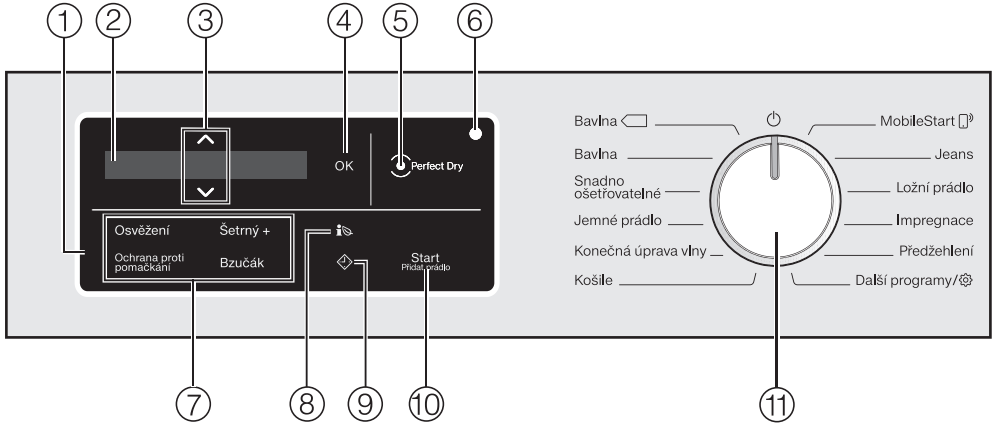 ① ② ③ ④ ⑤ ⑥
OK
Perfect Dry
Osvěžení
Šetrný +
Ochrana proti
pomačkání
Bzučák
Start
Přidat prádlo
⑦ ⑧ ⑨ ⑩ ⑪
Bavlna
Bavlna
Snadno
ošetřovatelné
Jemné prádlo
Konečná úprava vlny
Košile
MobileStart
Jeans
Ložní prádlo
Impregnace
Předžehlení
Další programy/